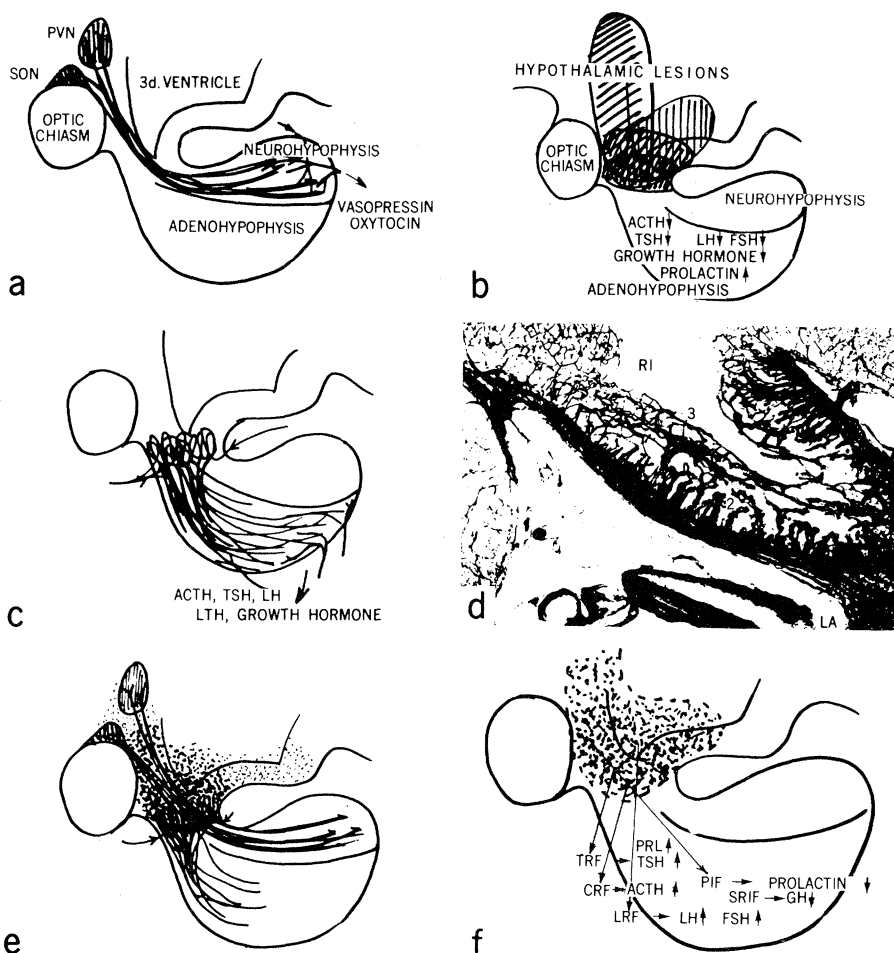 PVN
SON
3d. VENTRICLE
OPTIC
CHIASM
NEUROHYPOPHYSIS
ADENOHYPOPHYSIS
VASOPRESSIN
OXYTOCIN
a
HYPOTHALAMIC LESIONS
OPTIC
CHIASM
NEUROHYPOPHYSIS
ACTH↓
TSH↓ LH↓ FSH↓
GROWTH HORMONE↓
PROLACTIN↑
ADENOHYPOPHYSIS
b
ACTH, TSH, LH
LTH, GROWTH HORMONE
c
RI
3
2
LA
d
e
PRL↑
TRF → TSH↑
PIF → PROLACTIN↓
CRF → ACTH↑
SRIF → GH↓
LRF → LH↑ FSH↑
f